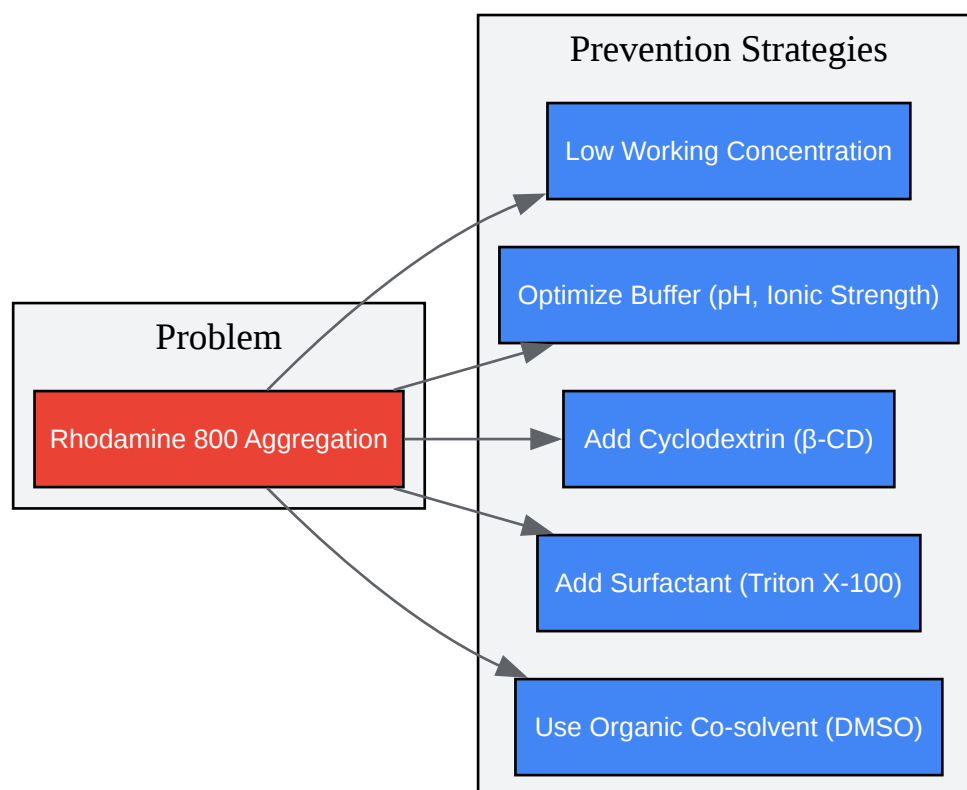 Prevention Strategies
Low Working Concentration
Optimize Buffer (pH, Ionic Strength)
Problem
Rhodamine 800 Aggregation
Add Cyclodextrin (β-CD)
Add Surfactant (Triton X-100)
Use Organic Co-solvent (DMSO)